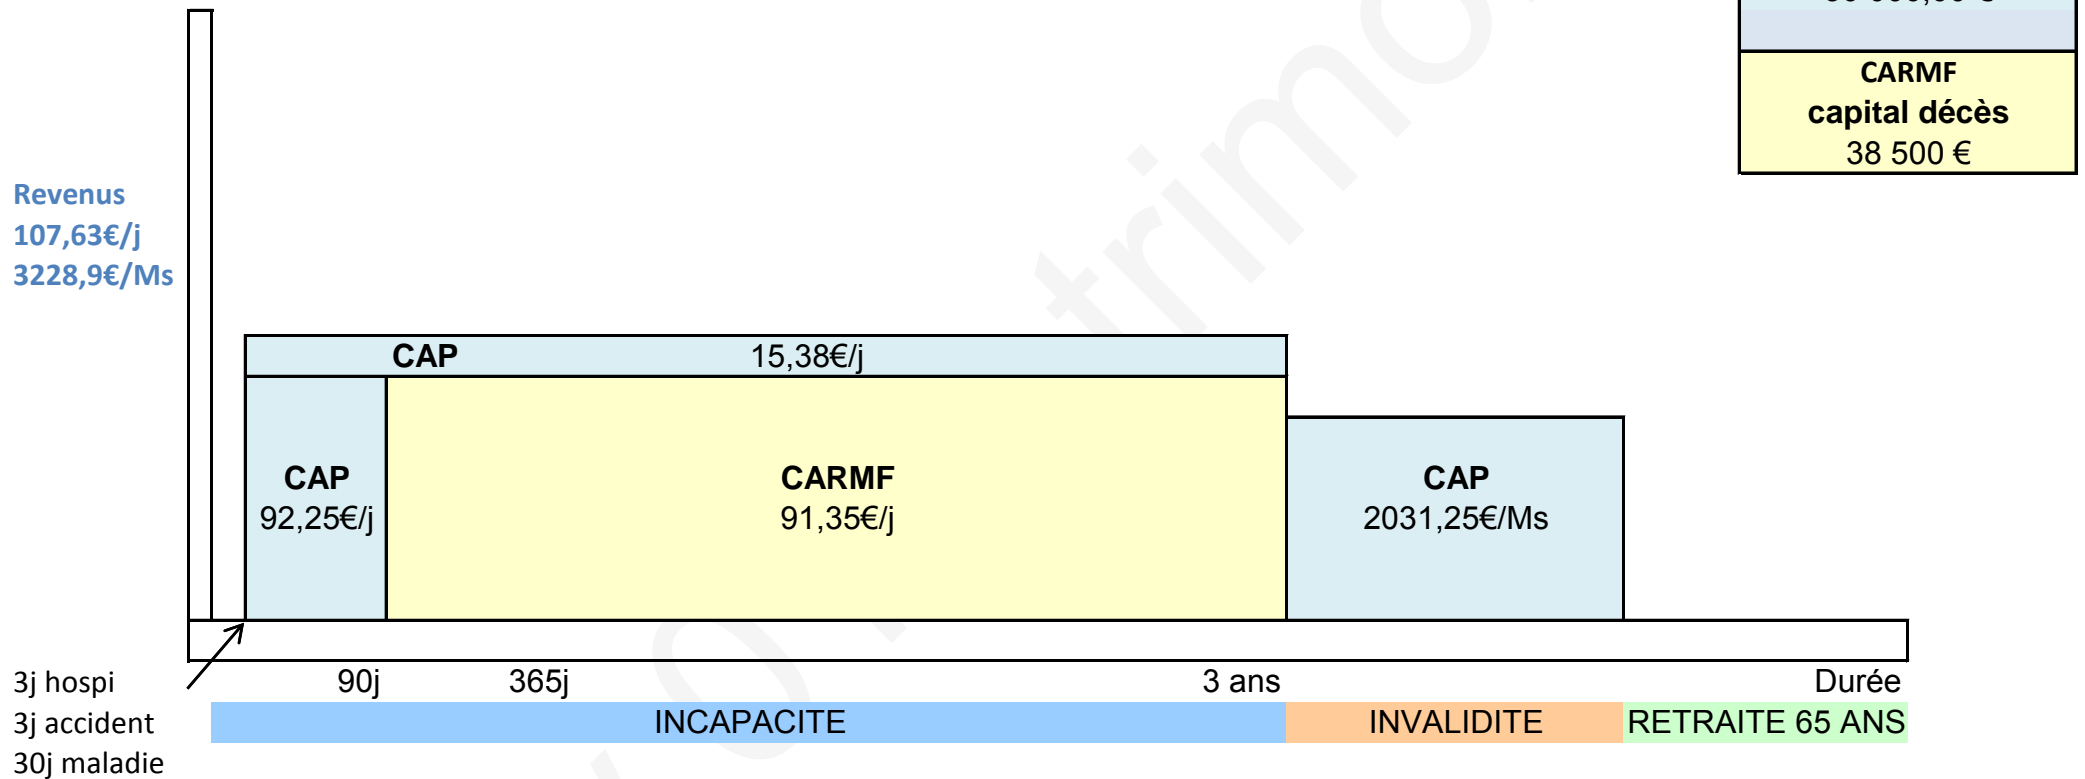 CARMF
capital décès
38 500 €
Revenus
107,63€/j
3228,9€/Ms
CAP 15,38€/j
CAP
92,25€/j
CARMF
91,35€/j
CAP
2031,25€/Ms
3j hospi
3j accident
30j maladie
90j 365j 3 ans Durée
INCAPACITE INVALIDITE RETRAITE 65 ANS